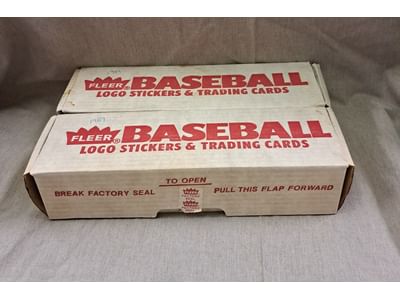 FLEER BASEBALL
LOGO STICKERS & TRADING CARDS
1989
FLEER® BASEBALL
LOGO STICKERS & TRADING CARDS
TO OPEN
BREAK FACTORY SEAL
PULL THIS FLAP FORWARD